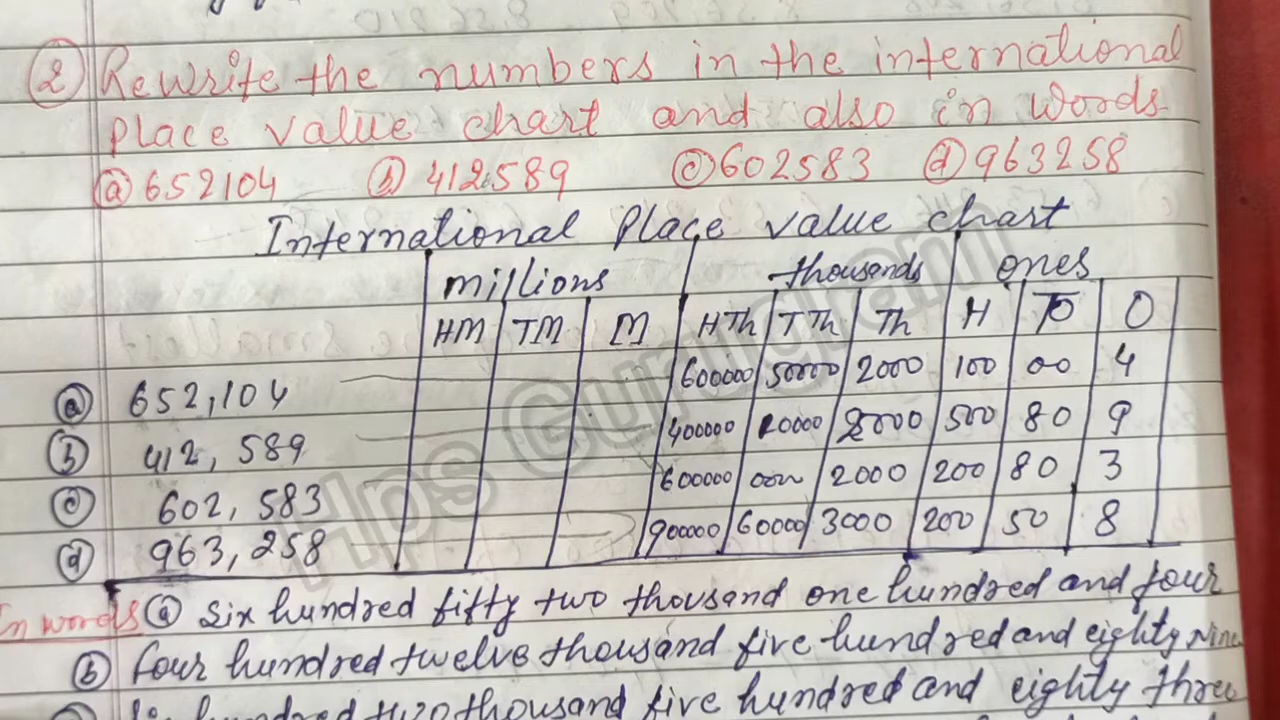 ② Rewrite the numbers in the international
place value chart and also in words.
ⓐ 652104 ⓑ 412589 ⓒ 602583 ⓓ 963258
International Place value chart
millions thousands ones
HM TM M HTh TTh Th H TO O
ⓐ 652,104 600000 50000 2000 100 00 4
ⓑ 412, 589 400000 10000 2000 500 80 9
ⓒ 602, 583 600000 0000 2000 200 80 3
ⓓ 963, 258 900000 60000 3000 200 50 8
In words ⓐ Six hundred fifty two thousand one hundred and four
ⓑ four hundred twelve thousand five hundred and eighty Nine
hundred two thousand five hundred and eighty three
Hps Gurugram